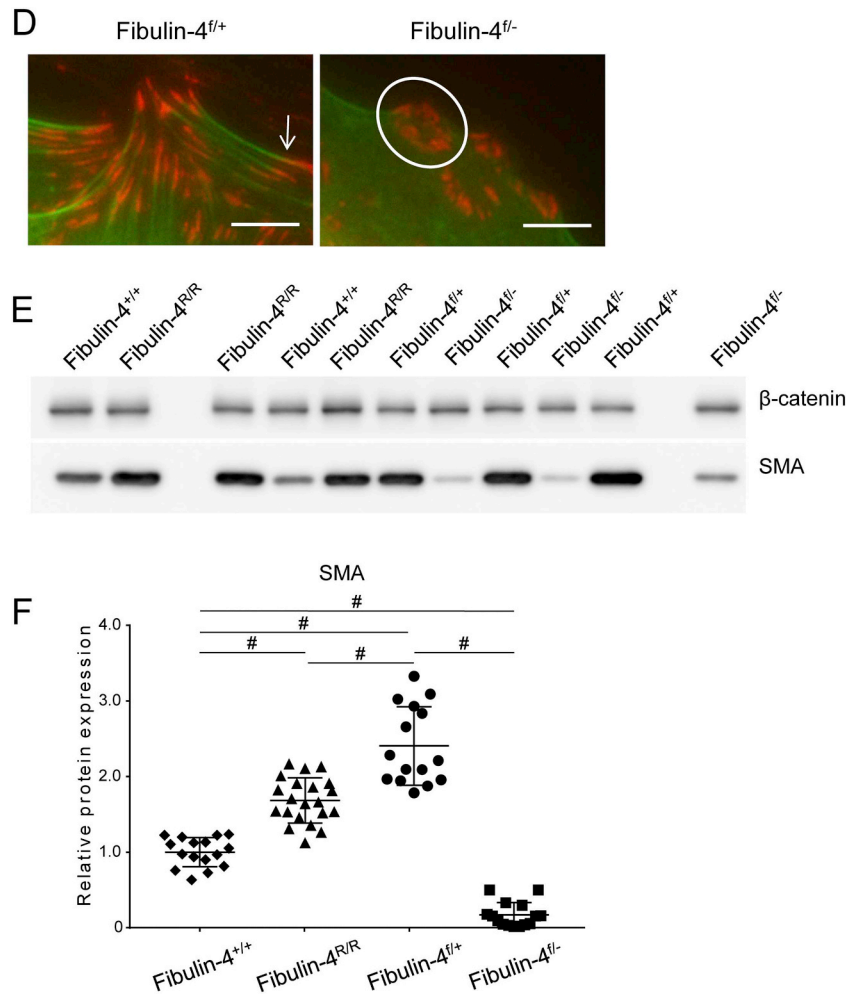 D
Fibulin-4f/+ Fibulin-4f/-
E
Fibulin-4+/+ Fibulin-4R/R Fibulin-4R/R Fibulin-4+/+ Fibulin-4R/R Fibulin-4f/+ Fibulin-4f/- Fibulin-4f/+ Fibulin-4f/- Fibulin-4f/+ Fibulin-4f/-
β-catenin
SMA
F
SMA
#
#
# # #
Relative protein expression
4.0
3.0
2.0
1.0
0
Fibulin-4+/+ Fibulin-4R/R Fibulin-4f/+ Fibulin-4f/-